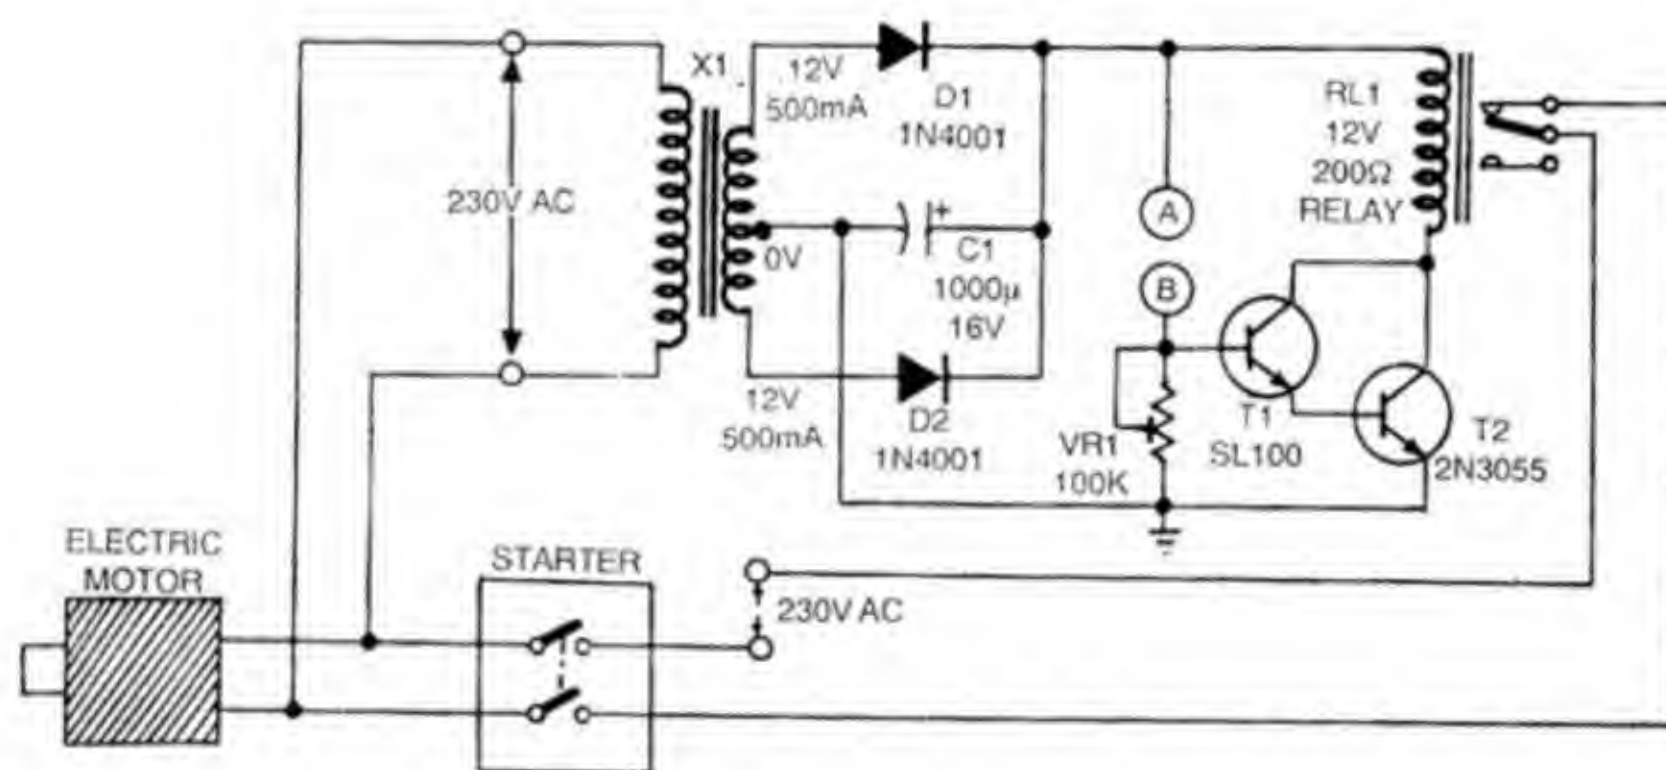 X1
12V
500mA
D1
1N4001
RL1
12V
200Ω
RELAY
230V AC
A
+
0V
C1
1000µ
16V
B
12V
500mA
D2
1N4001
VR1
100K
T1
SL100
T2
2N3055
ELECTRIC
MOTOR
STARTER
230V AC